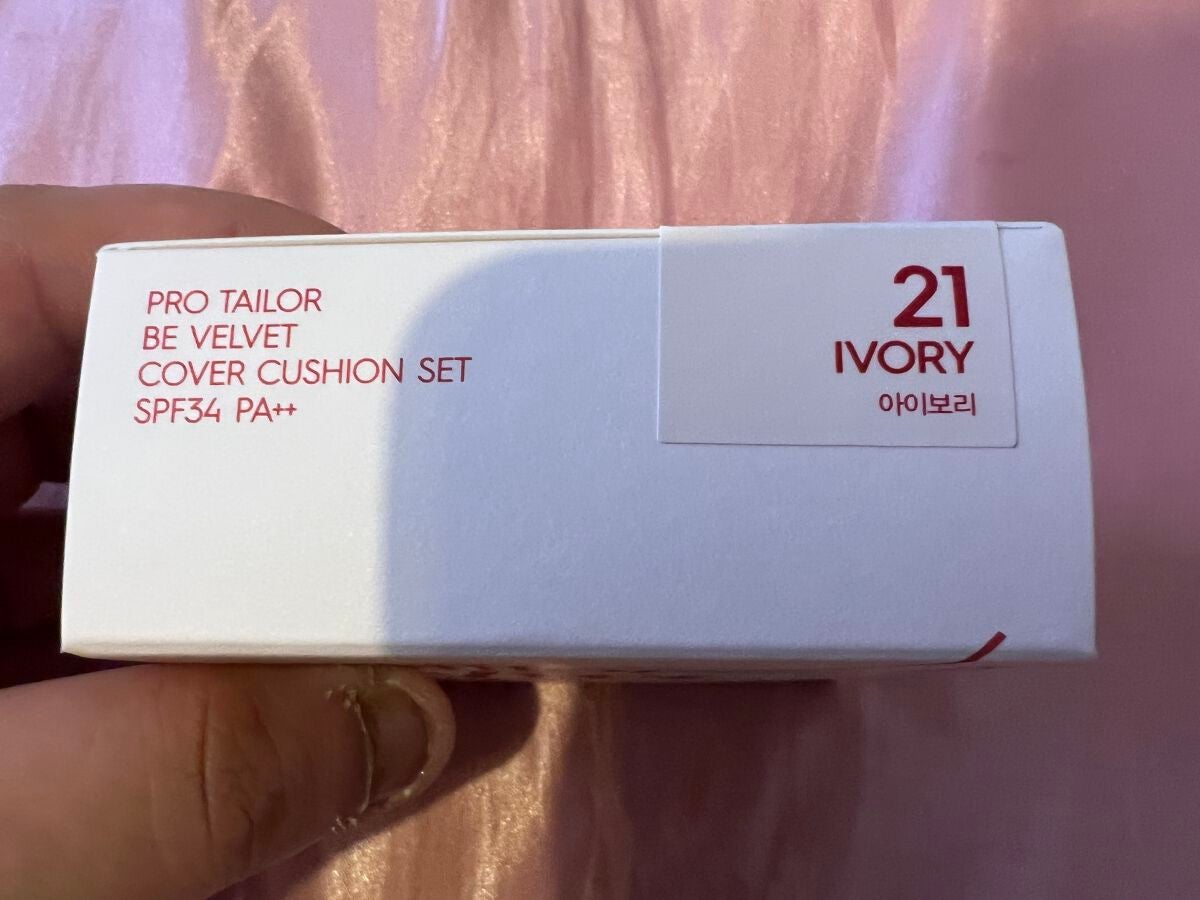 PRO TAILOR
BE VELVET
COVER CUSHION SET
SPF34 PA++
21
IVORY
아이보리